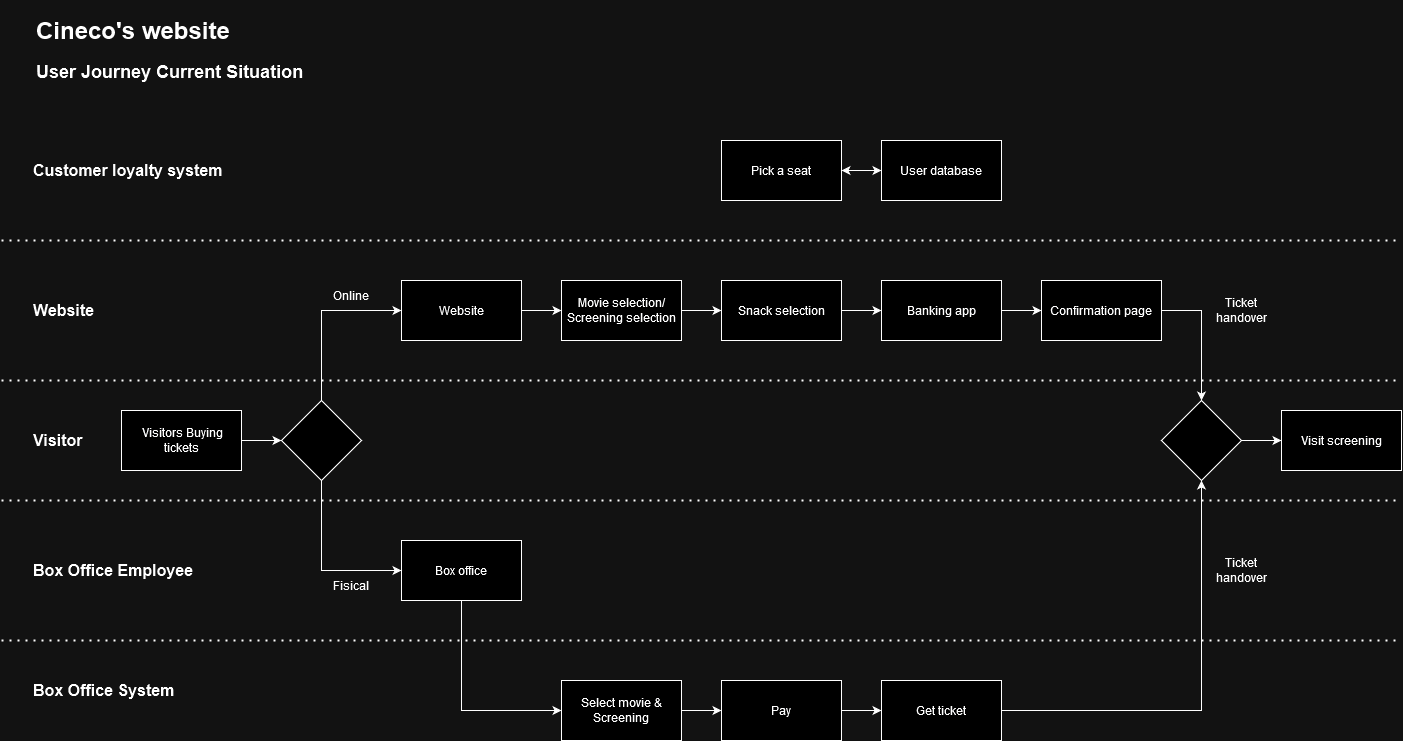 Cineco's website
User Journey Current Situation
Customer loyalty system
Pick a seat
User database
Website
Online
Website
Movie selection/
Screening selection
Snack selection
Banking app
Confirmation page
Ticket
handover
Visitor
Visitors Buying
tickets
Visit screening
Box Office Employee
Fisical
Box office
Ticket
handover
Box Office System
Select movie &
Screening
Pay
Get ticket